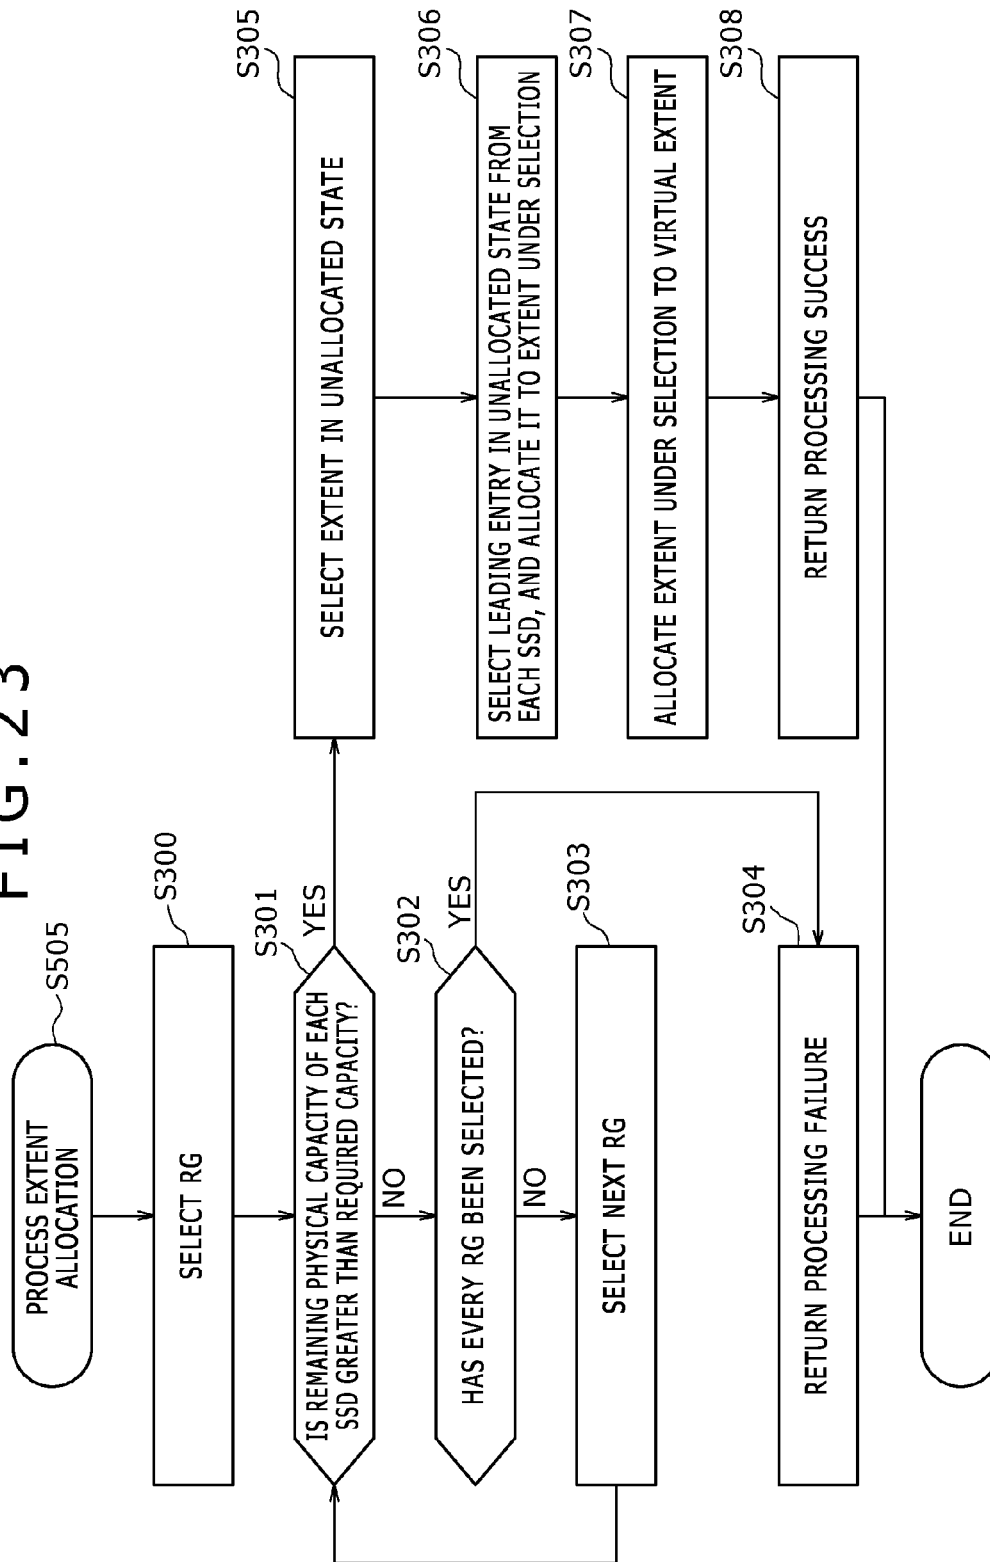 FIG. 23
PROCESS EXTENT
ALLOCATION
S505
SELECT RG
S300
IS REMAINING PHYSICAL CAPACITY OF EACH
SSD GREATER THAN REQUIRED CAPACITY?
S301
YES
NO
HAS EVERY RG BEEN SELECTED?
S302
YES
NO
SELECT NEXT RG
S303
RETURN PROCESS FAILURE
S304
SELECT EXTENT IN UNALLOCATED STATE
S305
SELECT LEADING ENTRY IN UNALLOCATED STATE FROM
EACH SSD, AND ALLOCATE IT TO EXTENT UNDER SELECTION
S306
ALLOCATE EXTENT UNDER SELECTION TO VIRTUAL EXTENT
S307
RETURN PROCESSING SUCCESS
S308
END